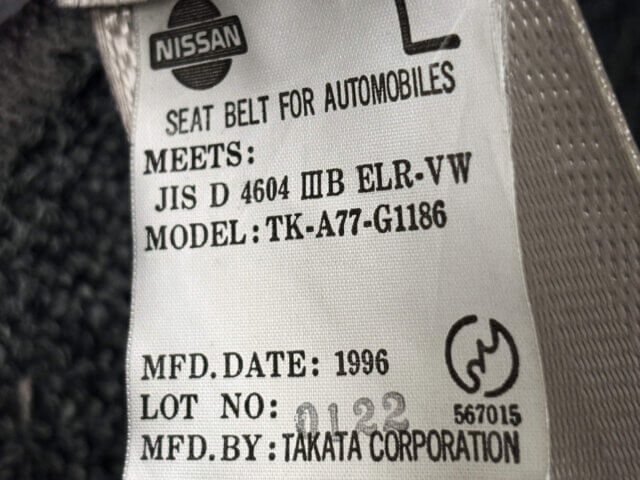 NISSAN
L
SEAT BELT FOR AUTOMOBILES
MEETS:
JIS D 4604 ⅢB ELR-VW
MODEL: TK-A77-G1186
MFD. DATE: 1996
LOT NO: 0122
567015
MFD. BY: TAKATA CORPORATION